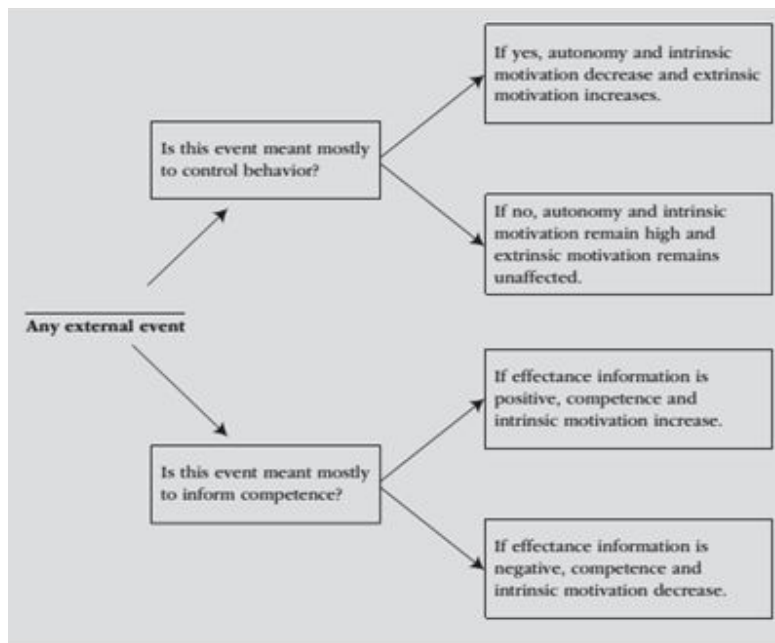 If yes, autonomy and intrinsic
motivation decrease and extrinsic
motivation increases.
Is this event meant mostly
to control behavior?
If no, autonomy and intrinsic
motivation remain high and
extrinsic motivation remains
unaffected.
Any external event
If effectance information is
positive, competence and
intrinsic motivation increase.
Is this event meant mostly
to inform competence?
If effectance information is
negative, competence and
intrinsic motivation decrease.